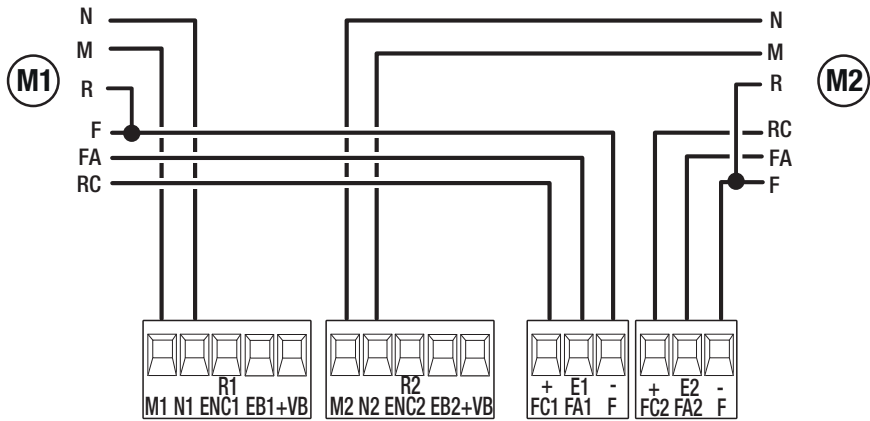 N
M
R
F
FA
RC
M1
N
M
R
RC
FA
F
M2
R1
M1 N1 ENC1 EB1+VB
R2
M2 N2 ENC2 EB2+VB
+ E1 -
FC1 FA1 F
+ E2 -
FC2 FA2 F